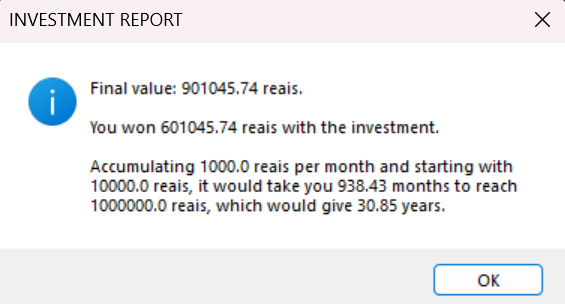 INVESTMENT REPORT
Final value: 901045.74 reais.
You won 601045.74 reais with the investment.
Accumulating 1000.0 reais per month and starting with
10000.0 reais, it would take you 938.43 months to reach
1000000.0 reais, which would give 30.85 years.
OK